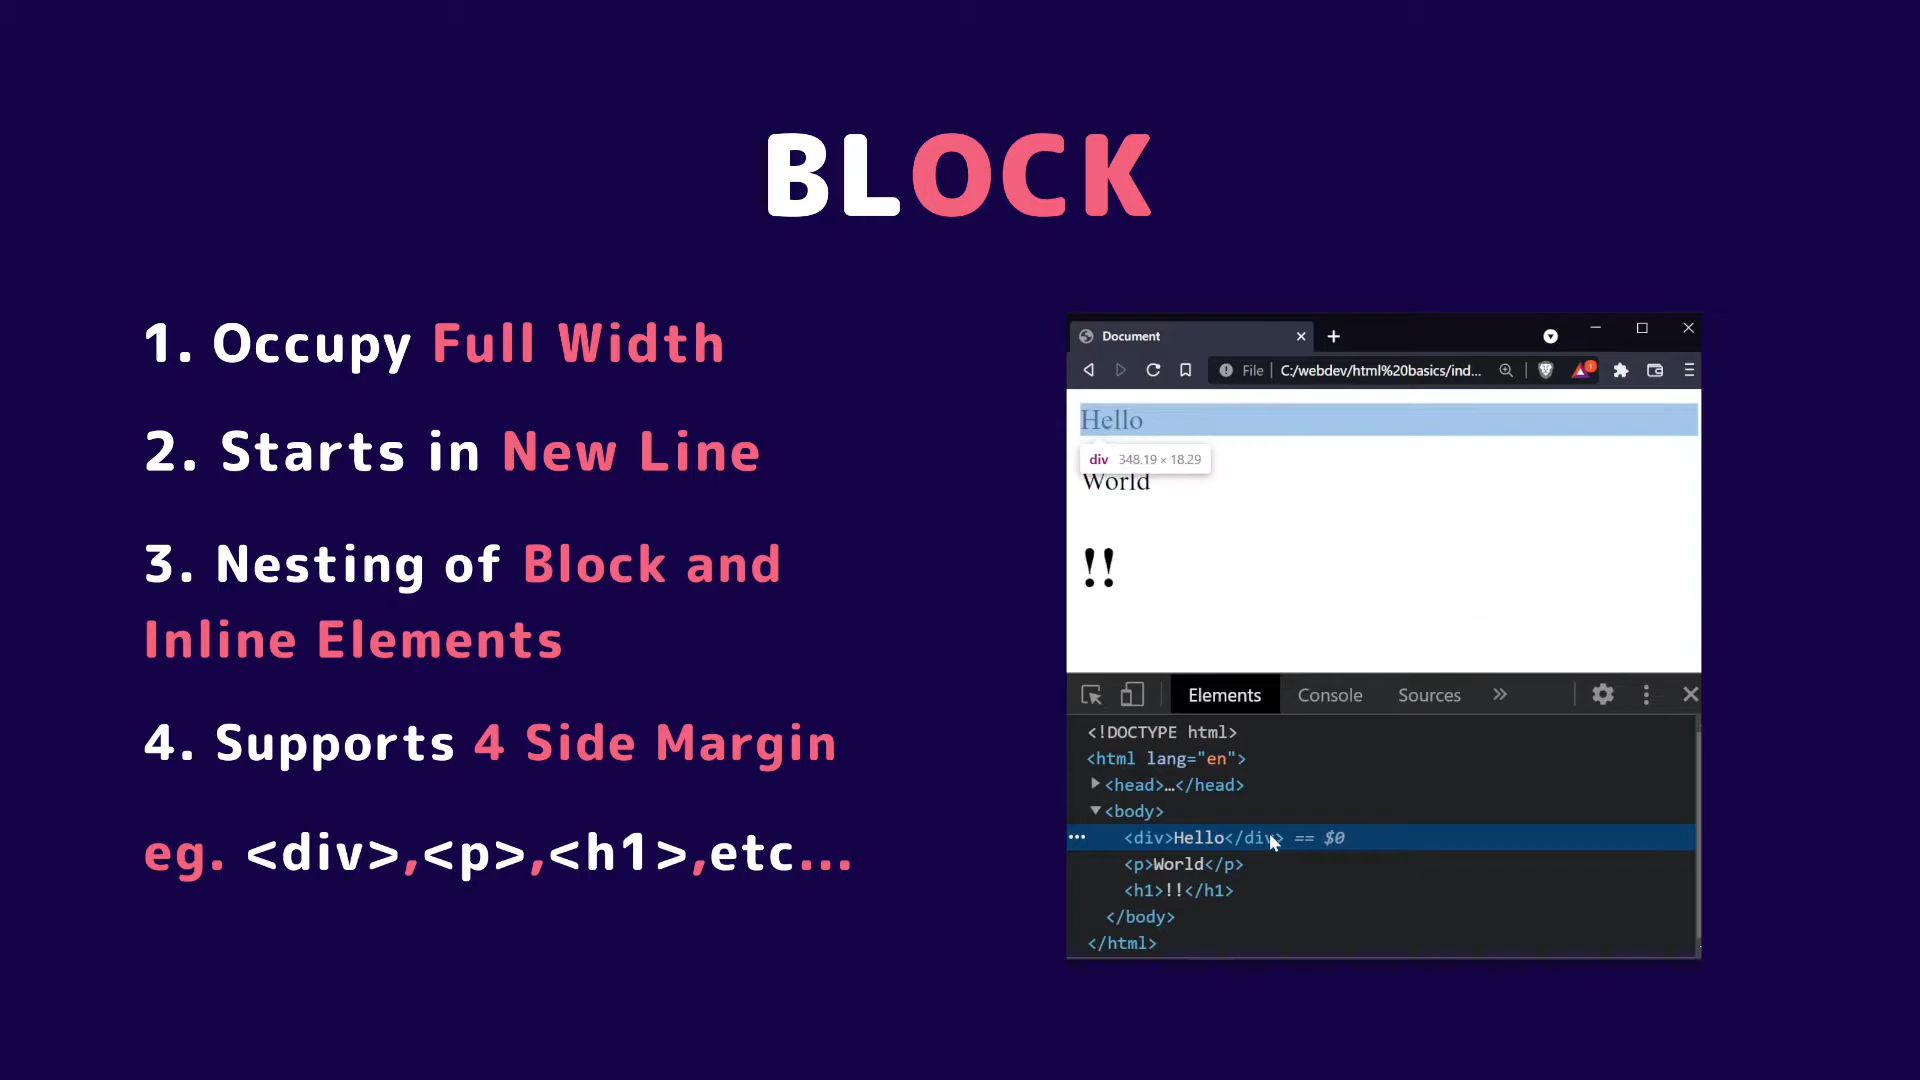 BLOCK
1. Occupy Full Width
2. Starts in New Line
3. Nesting of Block and
Inline Elements
4. Supports 4 Side Margin
eg. <div>,<p>,<h1>,etc...
Document
File C:/webdev/html%20basics/ind...
1
Hello
div 348.19 × 18.29
World
!!
Elements Console Sources »
<!DOCTYPE html>
<html lang="en">
<head>…</head>
<body>
<div>Hello</div> == $0
<p>World</p>
<h1>!!</h1>
</body>
</html>